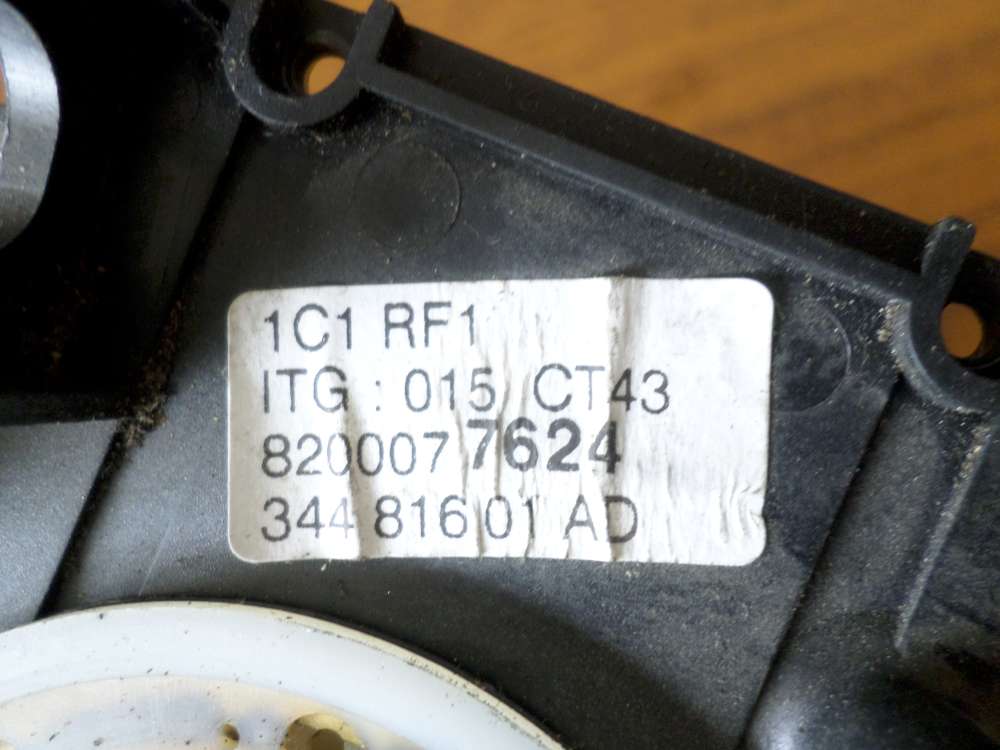 1C1 RF1
ITG : 015 CT43
8200077624
344 816 01 AD